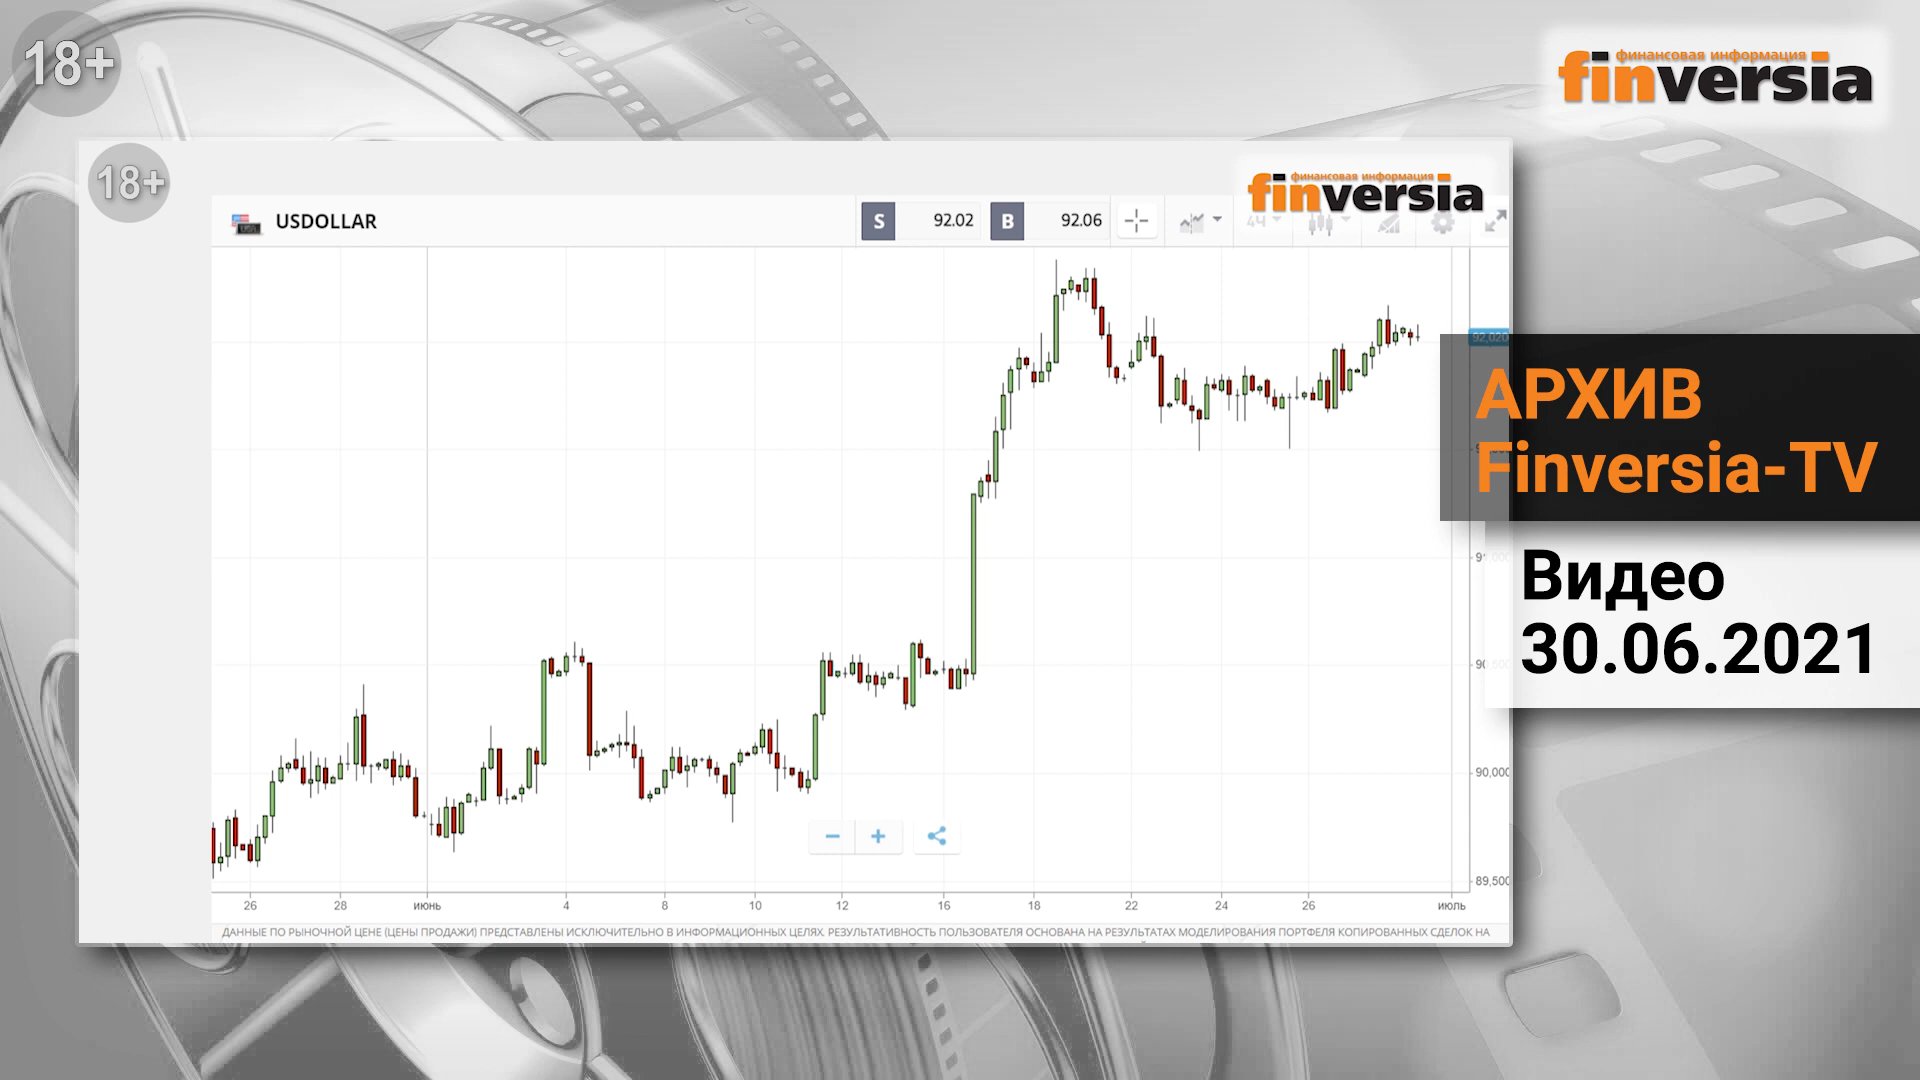 18+
финансовая информация
finversia
18+
финансовая информация
finversia
USDOLLAR
S 92.02 B 92.06
4Ч
92,020
АРХИВ
Finversia-TV
Видео
30.06.2021
90,000
89,500
26 28 июнь 4 8 10 12 16 18 22 24 26 июль
ДАННЫЕ ПО РЫНОЧНОЙ ЦЕНЕ (ЦЕНЫ ПРОДАЖИ) ПРЕДСТАВЛЕНЫ ИСКЛЮЧИТЕЛЬНО В ИНФОРМАЦИОННЫХ ЦЕЛЯХ. РЕЗУЛЬТАТИВНОСТЬ ПОЛЬЗОВАТЕЛЯ ОСНОВАНА НА РЕЗУЛЬТАТАХ МОДЕЛИРОВАНИЯ ПОРТФЕЛЯ КОПИРОВАННЫХ СДЕЛОК НА